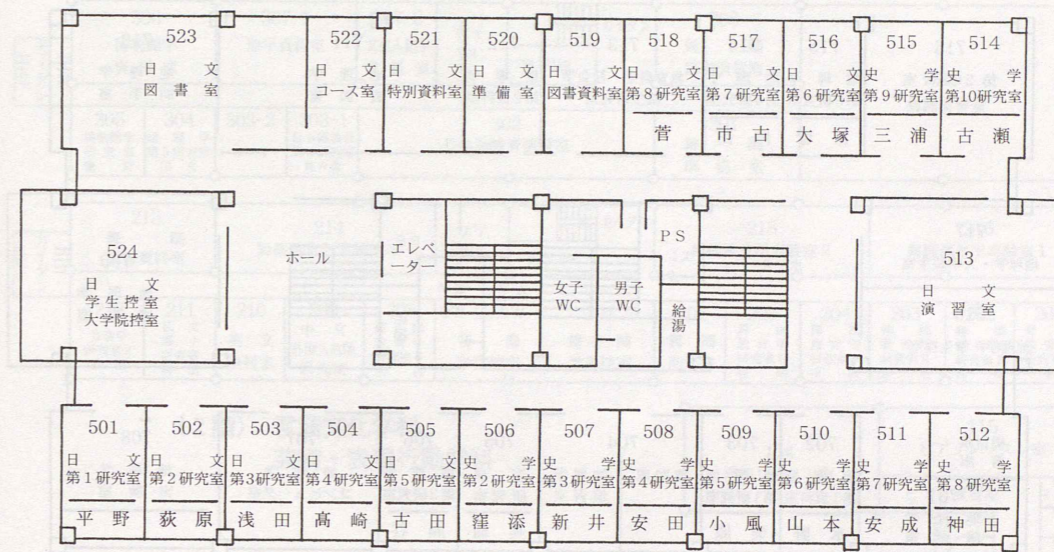 523
日文
図書室
522
日文
コース室
521
日文
特別資料室
520
日文
準備室
519
日文
図書資料室
518
日文
第8研究室
菅
517
日文
第7研究室
市古
516
日文
第6研究室
大塚
515
史学
第9研究室
三浦
514
史学
第10研究室
古瀬
524
日文
学生控室
大学院控室
ホール
エレベ
ーター
女子
WC
男子
WC
PS
給湯
513
日文
演習室
501
日文
第1研究室
平野
502
日文
第2研究室
荻原
503
日文
第3研究室
浅田
504
日文
第4研究室
高崎
505
日文
第5研究室
古田
506
史学
第2研究室
窪添
507
史学
第3研究室
新井
508
史学
第4研究室
安田
509
史学
第5研究室
小風
510
史学
第6研究室
山本
511
史学
第7研究室
安成
512
史学
第8研究室
神田